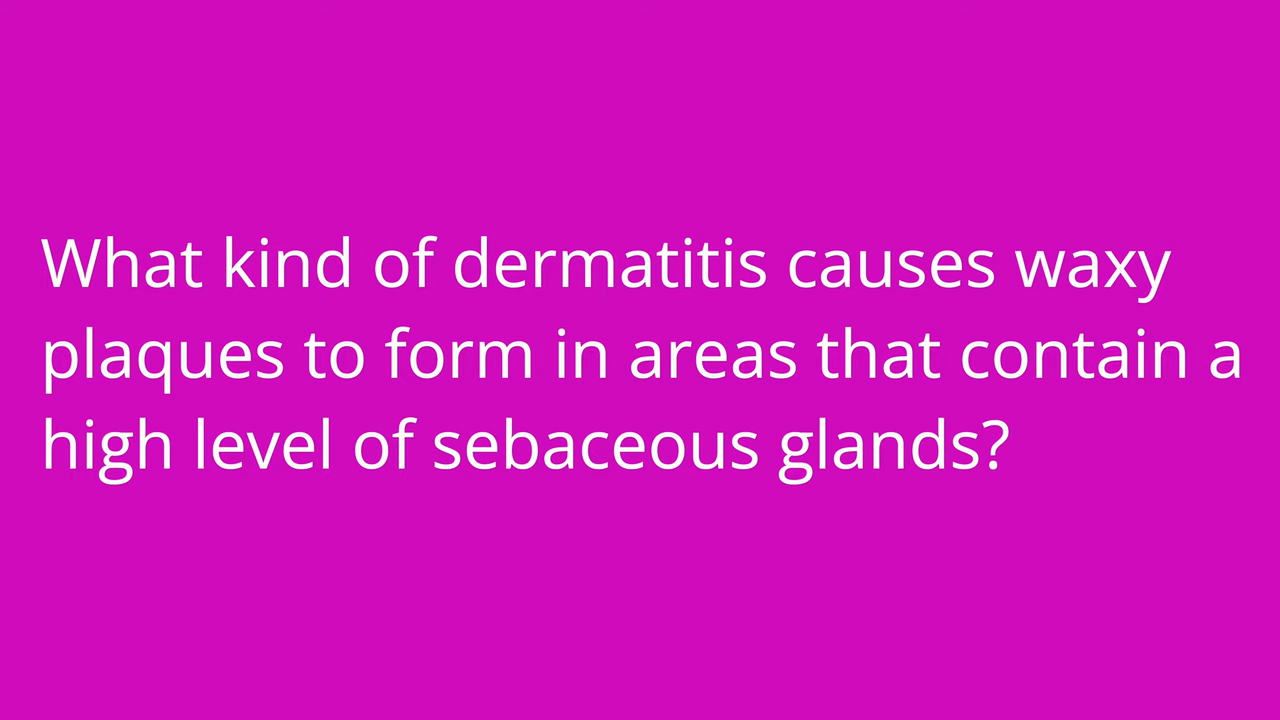 What kind of dermatitis causes waxy
plaques to form in areas that contain a
high level of sebaceous glands?